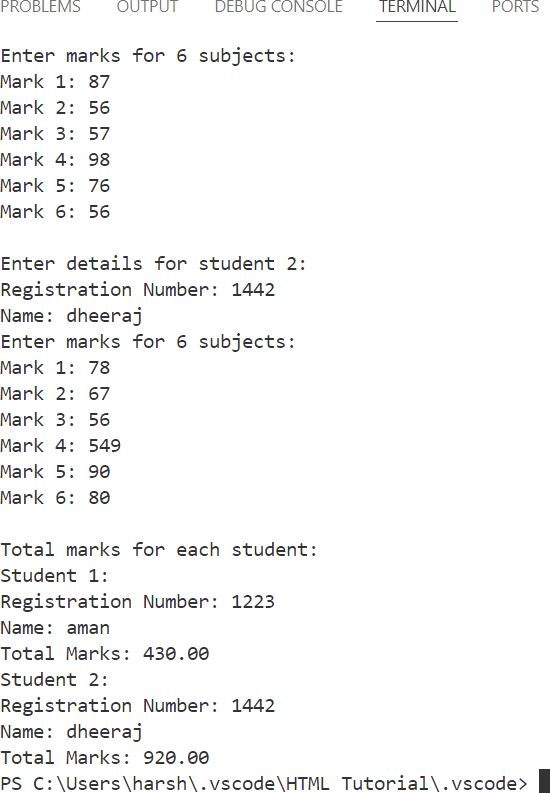 PROBLEMS OUTPUT DEBUG CONSOLE TERMINAL PORTS
Enter marks for 6 subjects:
Mark 1: 87
Mark 2: 56
Mark 3: 57
Mark 4: 98
Mark 5: 76
Mark 6: 56
Enter details for student 2:
Registration Number: 1442
Name: dheeraj
Enter marks for 6 subjects:
Mark 1: 78
Mark 2: 67
Mark 3: 56
Mark 4: 549
Mark 5: 90
Mark 6: 80
Total marks for each student:
Student 1:
Registration Number: 1223
Name: aman
Total Marks: 430.00
Student 2:
Registration Number: 1442
Name: dheeraj
Total Marks: 920.00
PS C:\Users\harsh\.vscode\HTML Tutorial\.vscode>